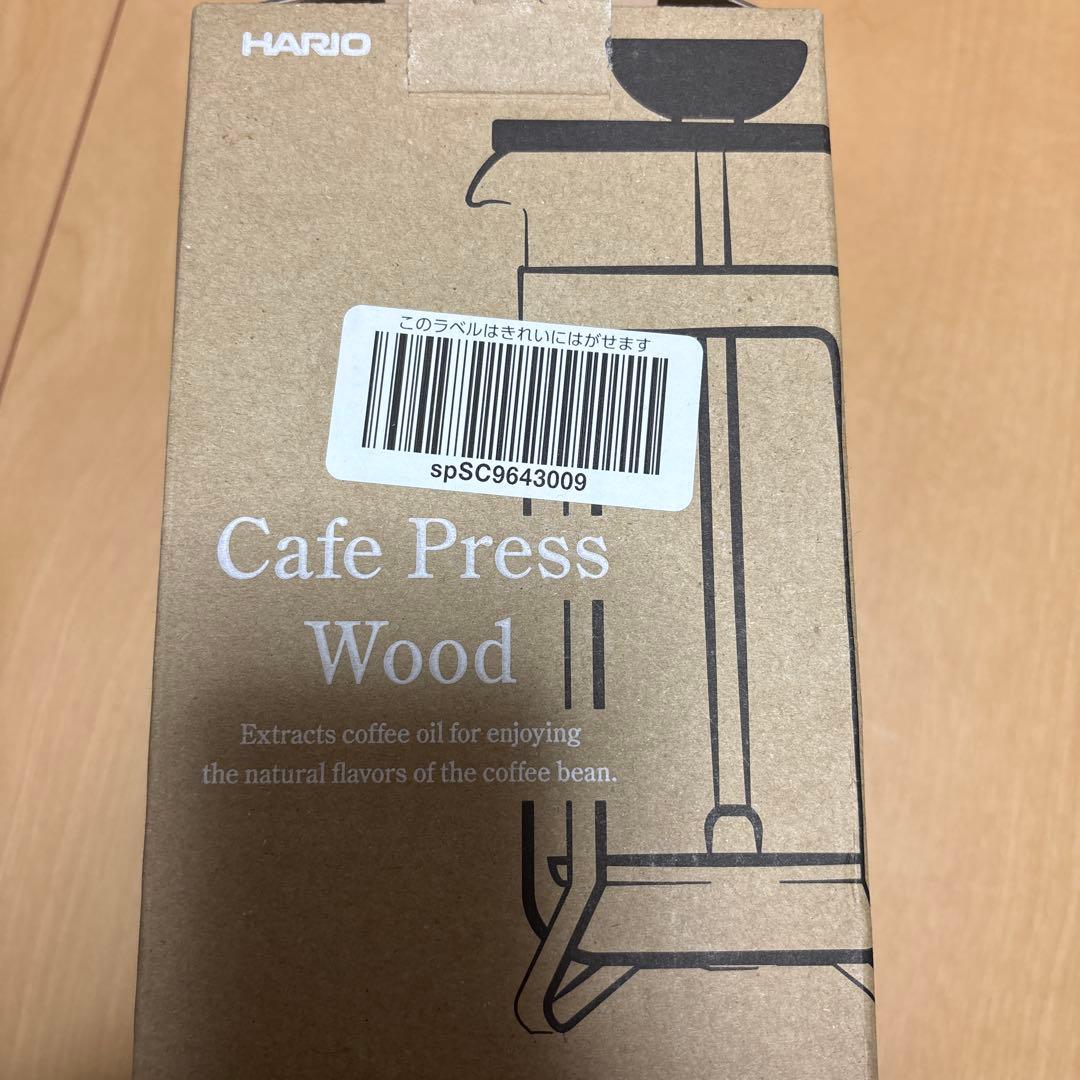 HARIO
このラベルはきれいにはがせます
spSC9643009
Cafe Press
Wood
Extracts coffee oil for enjoying
the natural flavors of the coffee bean.